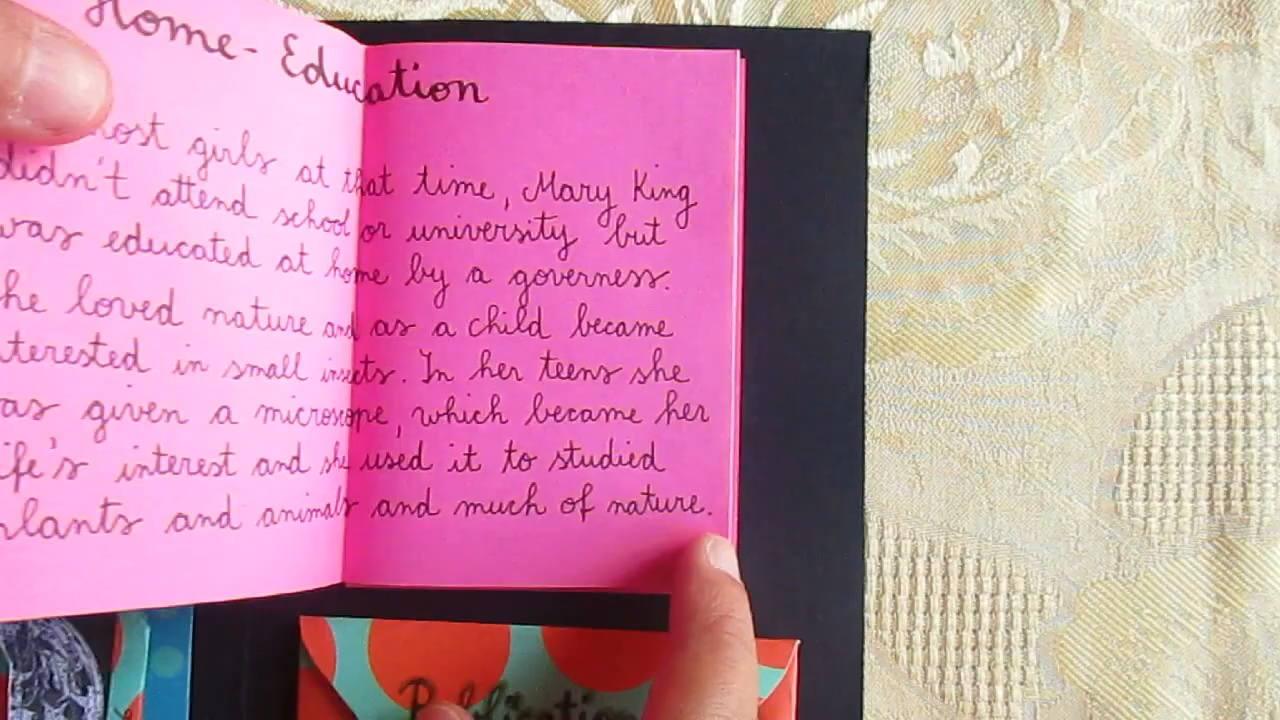 Home-Education
most girls at that time, Mary King
didn't attend school or university but
was educated at home by a governess.
he loved nature and as a child became
terested in small insects. In her teens she
as given a microscope, which became her
ife's interest and she used it to studied
plants and animals and much of nature.
Publication